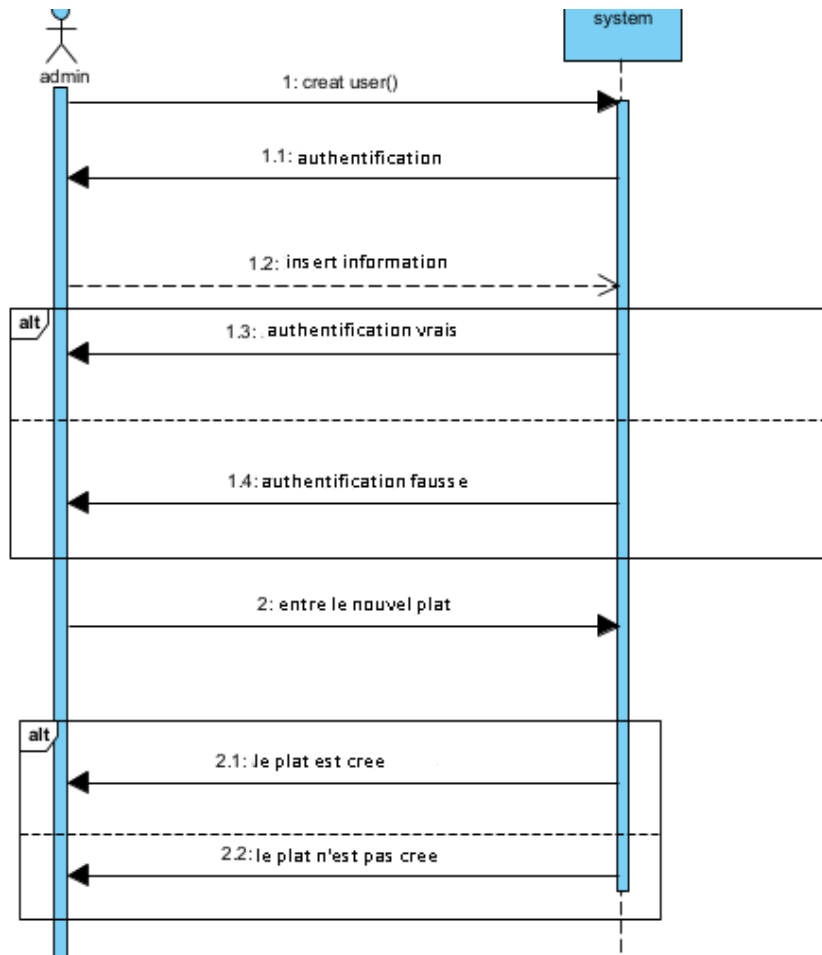 system
admin
1: creat user()
1.1: authentification
1.2: insert information
alt
1.3: authentification vrais
1.4: authentification fausse
2: entre le nouvel plat
alt
2.1: le plat est cree
2.2: le plat n'est pas cree